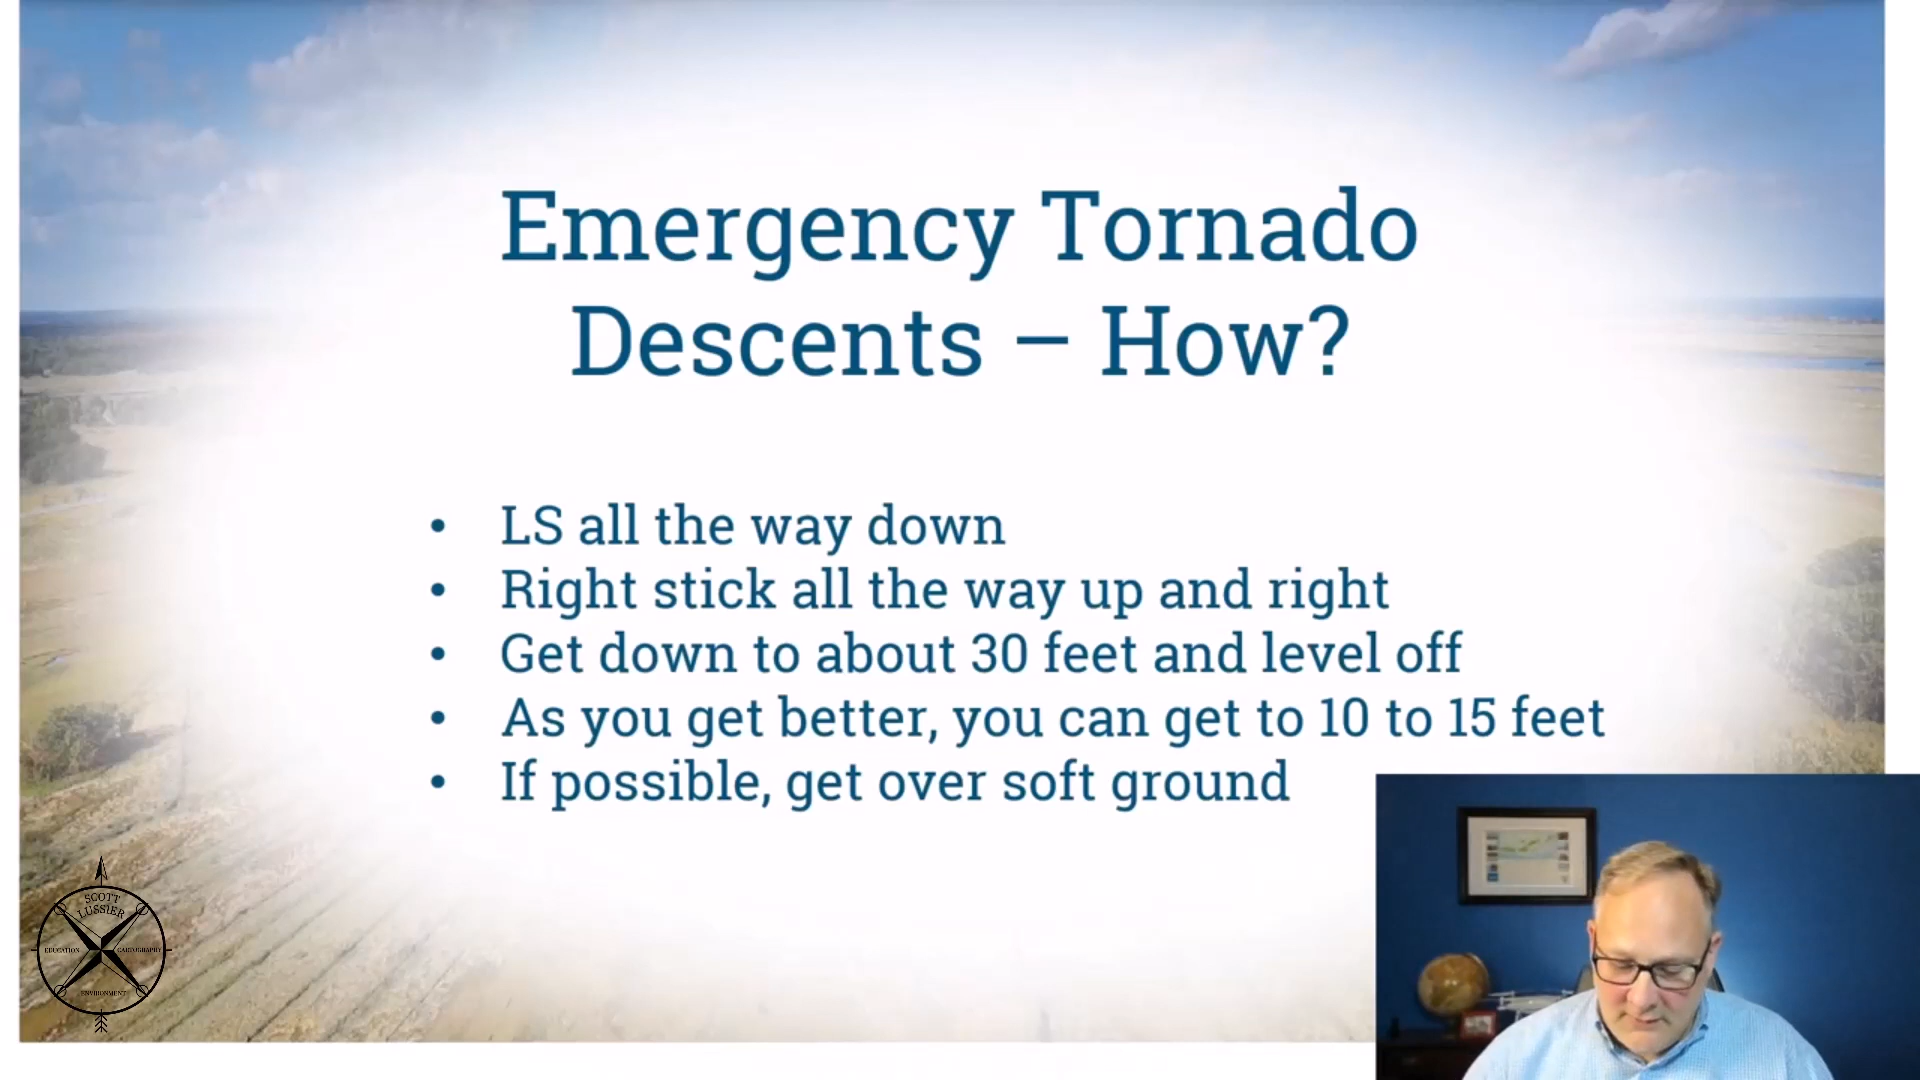 Emergency Tornado
Descents – How?
• LS all the way down
• Right stick all the way up and right
• Get down to about 30 feet and level off
• As you get better, you can get to 10 to 15 feet
• If possible, get over soft ground
SCOTT
LUSSIER
EDUCATION
CARTOGRAPHY
ENVIRONMENT